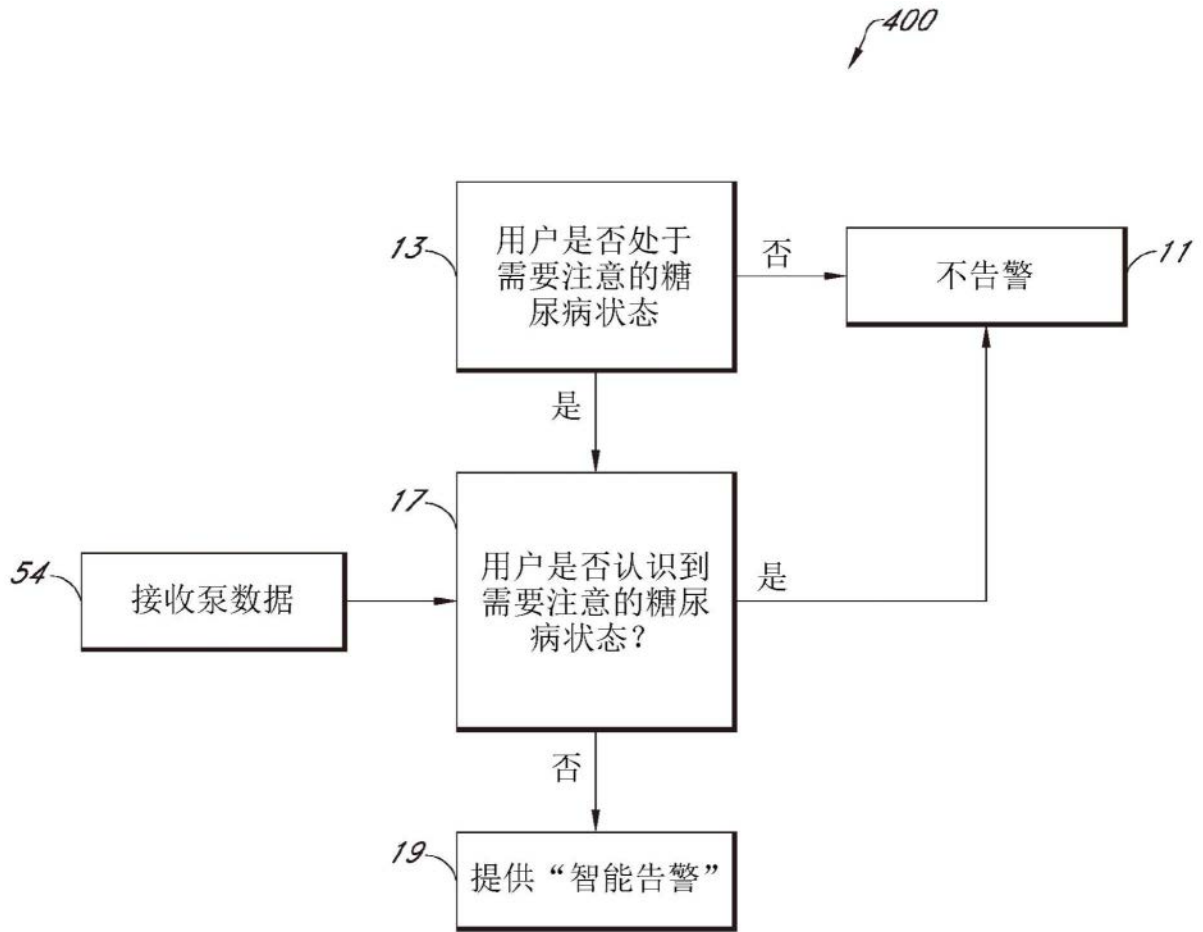 400
13
用户是否处于
需要注意的糖
尿病状态
否
不告警
11
是
17
用户是否认识到
需要注意的糖尿
病状态？
是
54
接收泵数据
否
19
提供“智能告警”